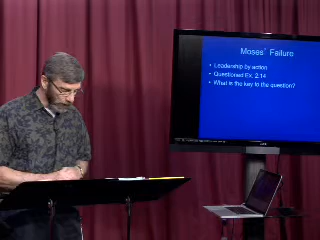 Moses' Failure
• Leadership by action
• Questioned Ex. 2.14
• What is the key to the question?